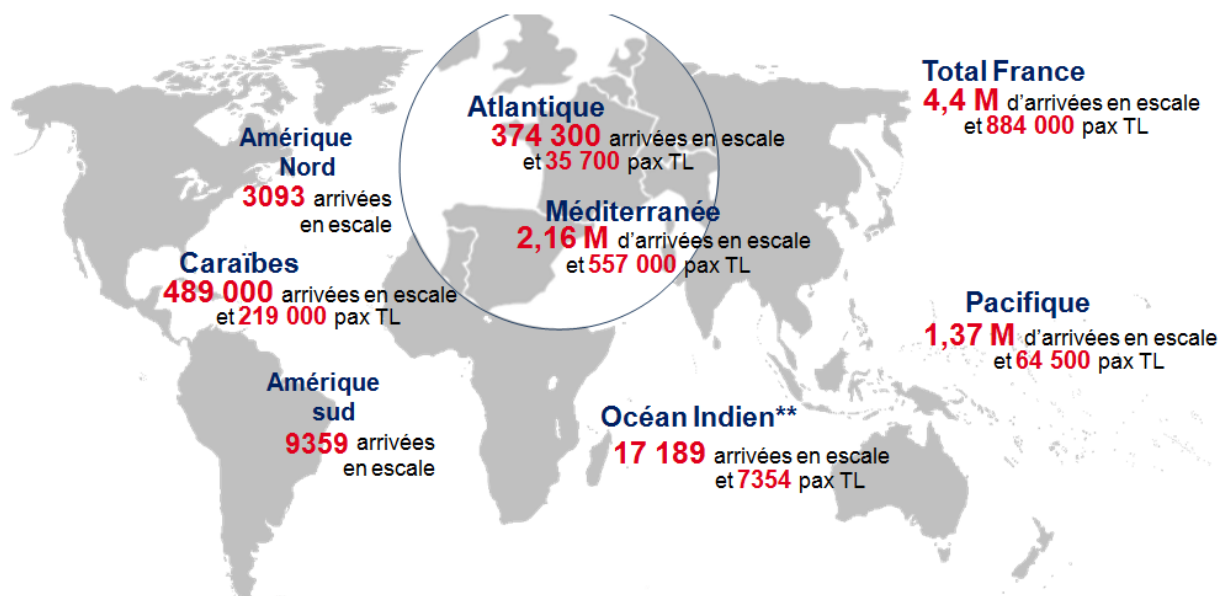 Total France
4,4 M d'arrivées en escale
et 884 000 pax TL
Atlantique
374 300 arrivées en escale
et 35 700 pax TL
Amérique
Nord
3093 arrivées
en escale
Méditerranée
2,16 M d'arrivées en escale
et 557 000 pax TL
Caraïbes
489 000 arrivées en escale
et 219 000 pax TL
Pacifique
1,37 M d'arrivées en escale
et 64 500 pax TL
Amérique
sud
9359 arrivées
en escale
Océan Indien**
17 189 arrivées en escale
et 7354 pax TL